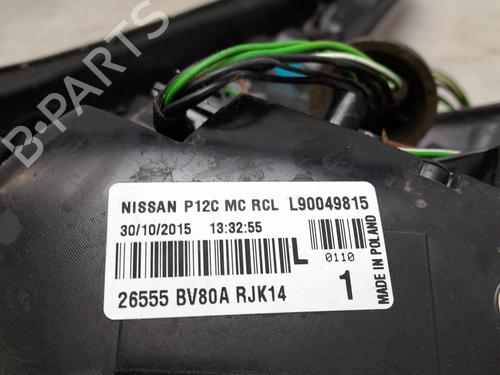 B-PARTS
NISSAN P12C MC RCL L90049815
30/10/2015 13:32:55
L
0110
26555 BV80A RJK14
1
MADE IN POLAND